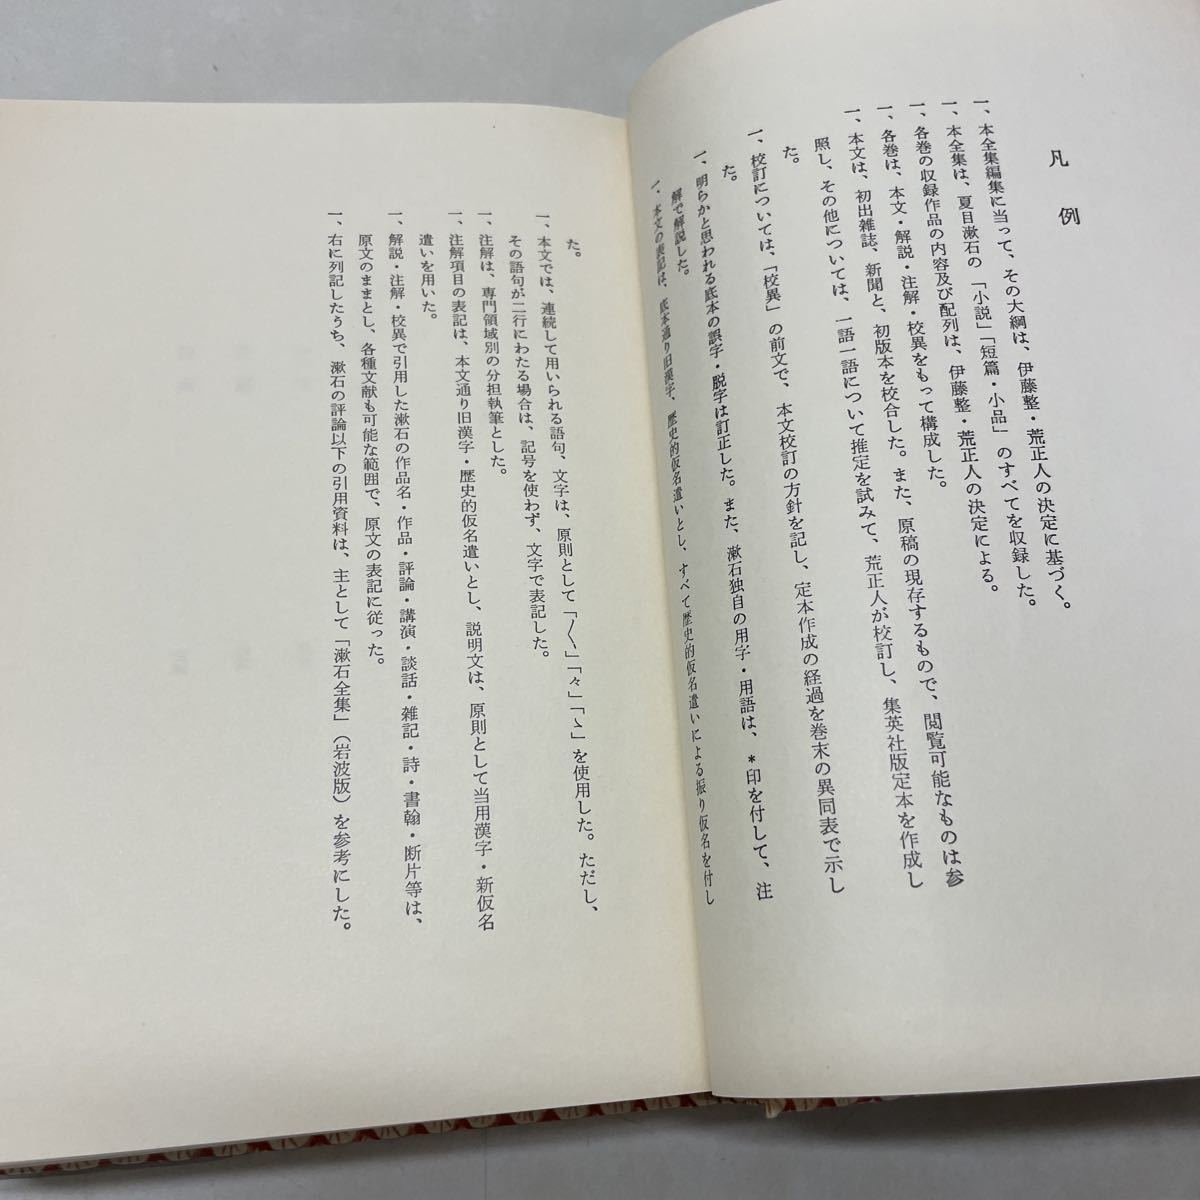 凡例
一、本全集編集に当って、その大綱は、伊藤整・荒正人の決定に基づく。
一、本全集は、夏目漱石の「小説」「短篇・小品」のすべてを収録した。
一、各巻の収録作品の内容及び配列は、伊藤整・荒正人の決定による。
一、各巻は、本文・解説・注解・校異をもって構成した。
一、本文は、初出雑誌、新聞と、初版本を校合した。また、原稿の現存するもので、閲覧可能なものは参
照し、その他については、一語一語について推定を試みて、荒正人が校訂し、集英社版定本を作成し
た。
一、校訂については、「校異」の前文で、本文校訂の方針を記し、定本作成の経過を巻末の異同表で示し
た。
一、明らかと思われる底本の誤字・脱字は訂正した。また、漱石独自の用字・用語は、*印を付して、注
解で解説した。
一、本文の表記は、底本通り旧漢字、歴史的仮名遣いとし、すべて歴史的仮名遣いによる振り仮名を付し
た。
一、本文では、連続して用いられる語句、文字は、原則として「〳〵」「々」「ゝ」を使用した。ただし、
その語句が二行にわたる場合は、記号を使わず、文字で表記した。
一、注解は、専門領域別の分担執筆とした。
一、注解項目の表記は、本文通り旧漢字・歴史的仮名遣いとし、説明文は、原則として当用漢字・新仮名
遣いを用いた。
一、解説・注解・校異で引用した漱石の作品名・作品・評論・講演・談話・雑記・詩・書翰・断片等は、
原文のままとし、各種文献も可能な範囲で、原文の表記に従った。
一、右に列記したうち、漱石の評論以下の引用資料は、主として「漱石全集」（岩波版）を参考にした。